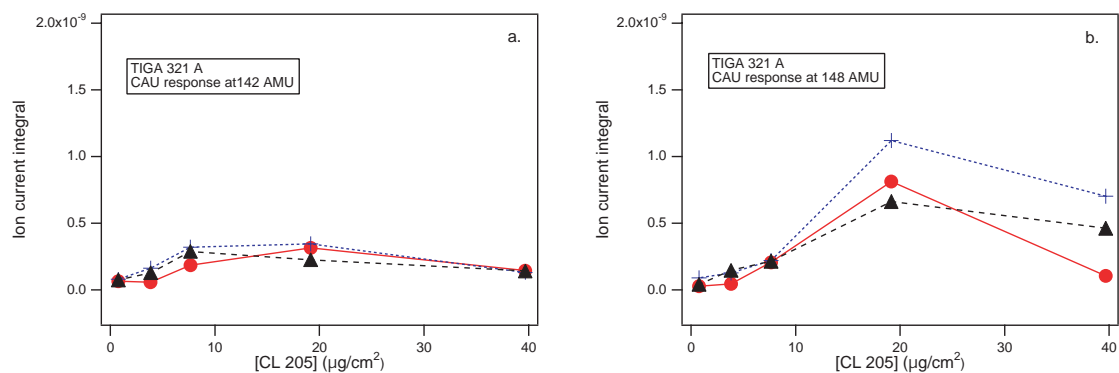 2.0x10⁻⁹
a.
TIGA 321 A
CAU response at142 AMU
1.5
1.0
0.5
0.0
Ion current integral
0
10
20
30
40
[CL 205] (µg/cm²)
2.0x10⁻⁹
b.
TIGA 321 A
CAU response at 148 AMU
1.5
1.0
0.5
0.0
Ion current integral
0
10
20
30
40
[CL 205] (µg/cm²)